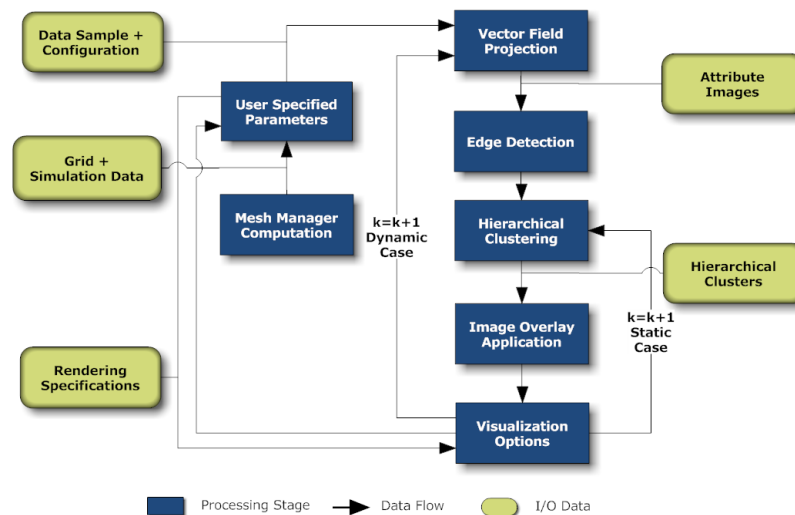 Data Sample +
Configuration
Vector Field
Projection
Attribute
Images
User Specified
Parameters
Edge Detection
Grid +
Simulation Data
Mesh Manager
Computation
k=k+1
Dynamic
Case
Hierarchical
Clustering
Hierarchical
Clusters
k=k+1
Static
Case
Image Overlay
Application
Rendering
Specifications
Visualization
Options
Processing Stage
Data Flow
I/O Data